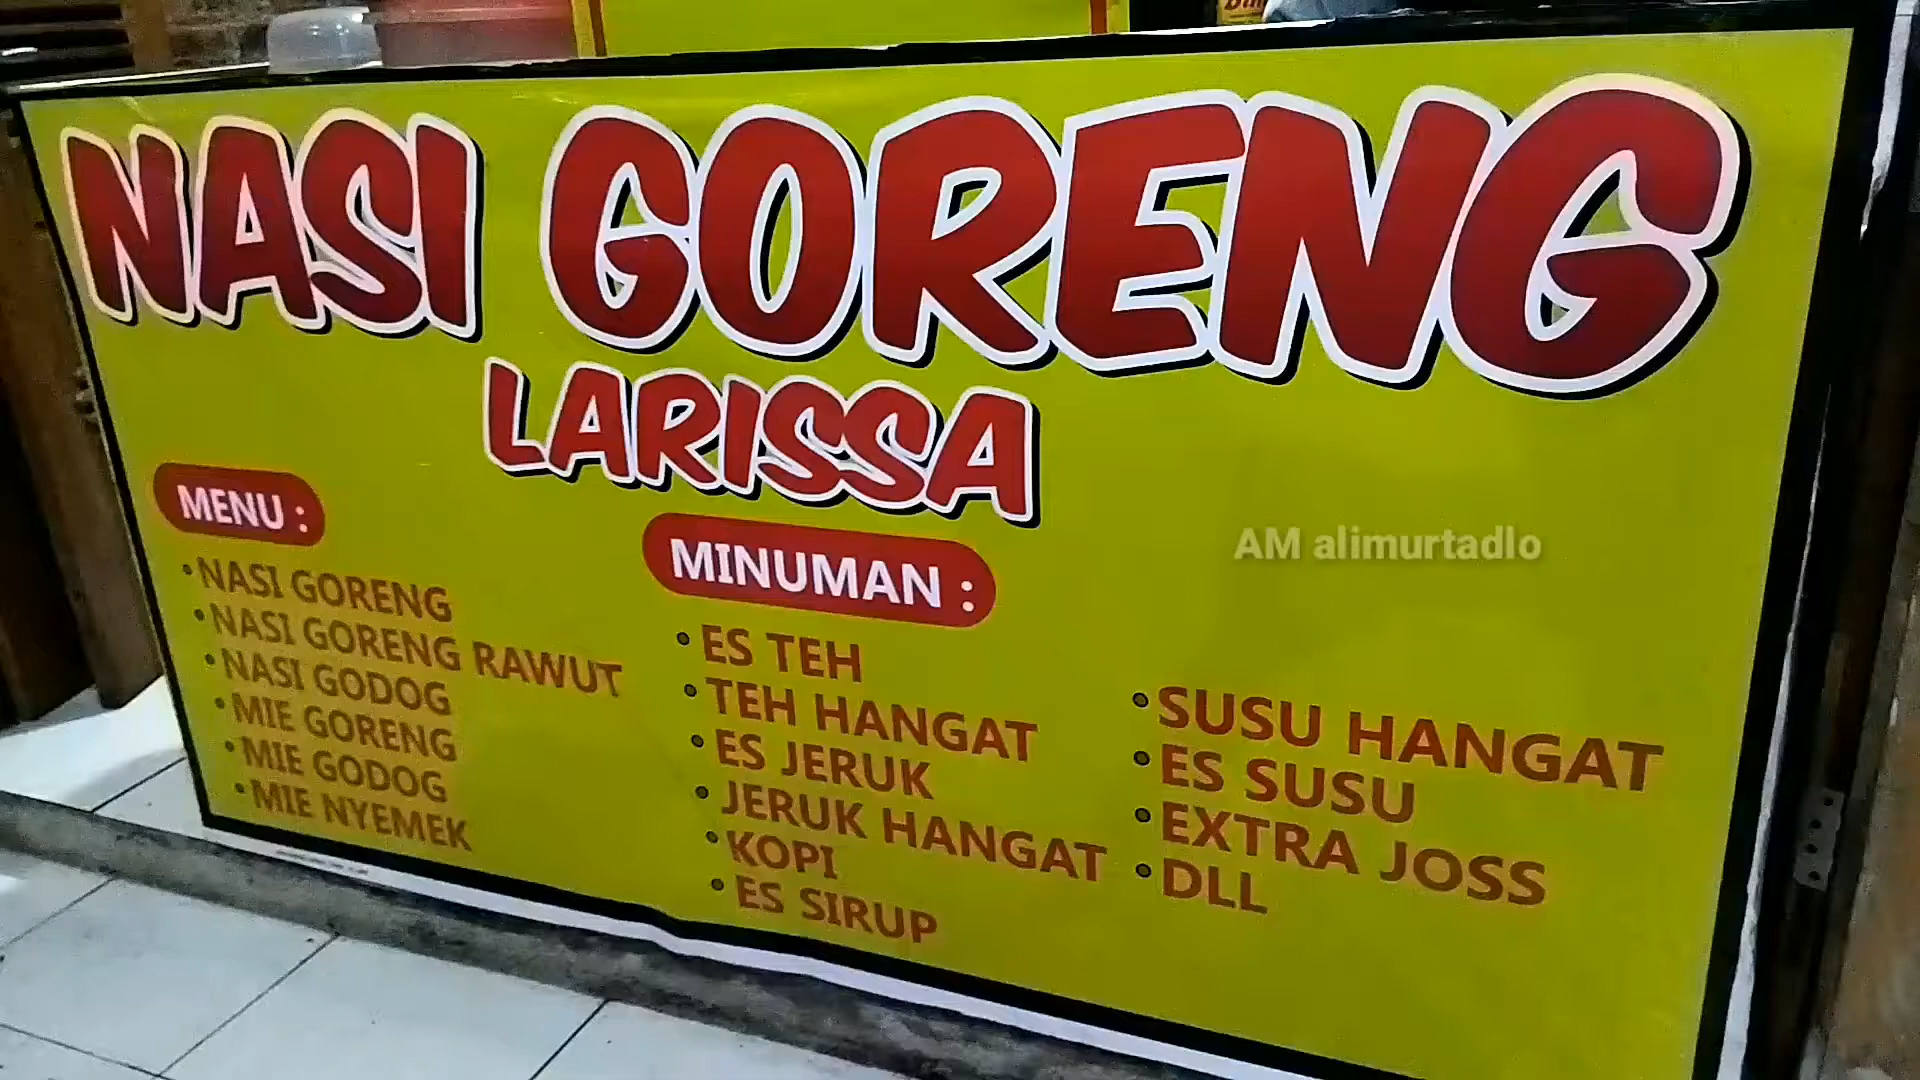 NASI GORENG
LARISSA
MENU :
• NASI GORENG
• NASI GORENG RAWUT
• NASI GODOG
• MIE GORENG
• MIE GODOG
• MIE NYEMEK
MINUMAN :
• ES TEH
• TEH HANGAT
• ES JERUK
• JERUK HANGAT
• KOPI
• ES SIRUP
• SUSU HANGAT
• ES SUSU
• EXTRA JOSS
• DLL
AM alimurtadlo